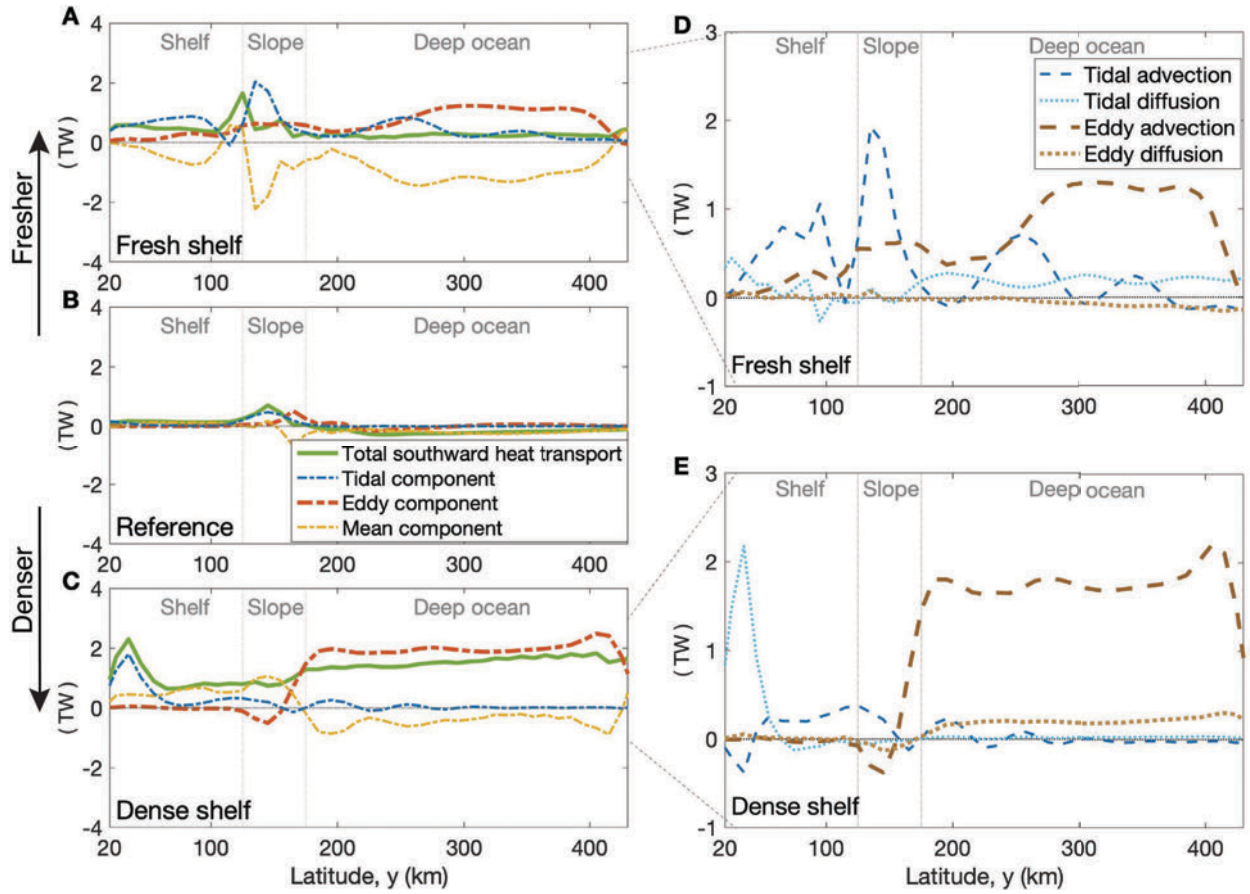 A
4
Shelf
Slope
Deep ocean
2
0
-2
-4
(TW)
Fresh shelf
20
100
200
300
400
Fresher
B
4
Shelf
Slope
Deep ocean
2
0
-2
-4
(TW)
Total southward heat transport
Tidal component
Eddy component
Mean component
Reference
20
100
200
300
400
Denser
C
4
Shelf
Slope
Deep ocean
2
0
-2
-4
(TW)
Dense shelf
20
100
200
300
400
Latitude, y (km)
D
3
Shelf
Slope
Deep ocean
Tidal advection
Tidal diffusion
Eddy advection
Eddy diffusion
2
1
0
-1
(TW)
Fresh shelf
20
100
200
300
400
E
3
Shelf
Slope
Deep ocean
2
1
0
-1
(TW)
Dense shelf
20
100
200
300
400
Latitude, y (km)